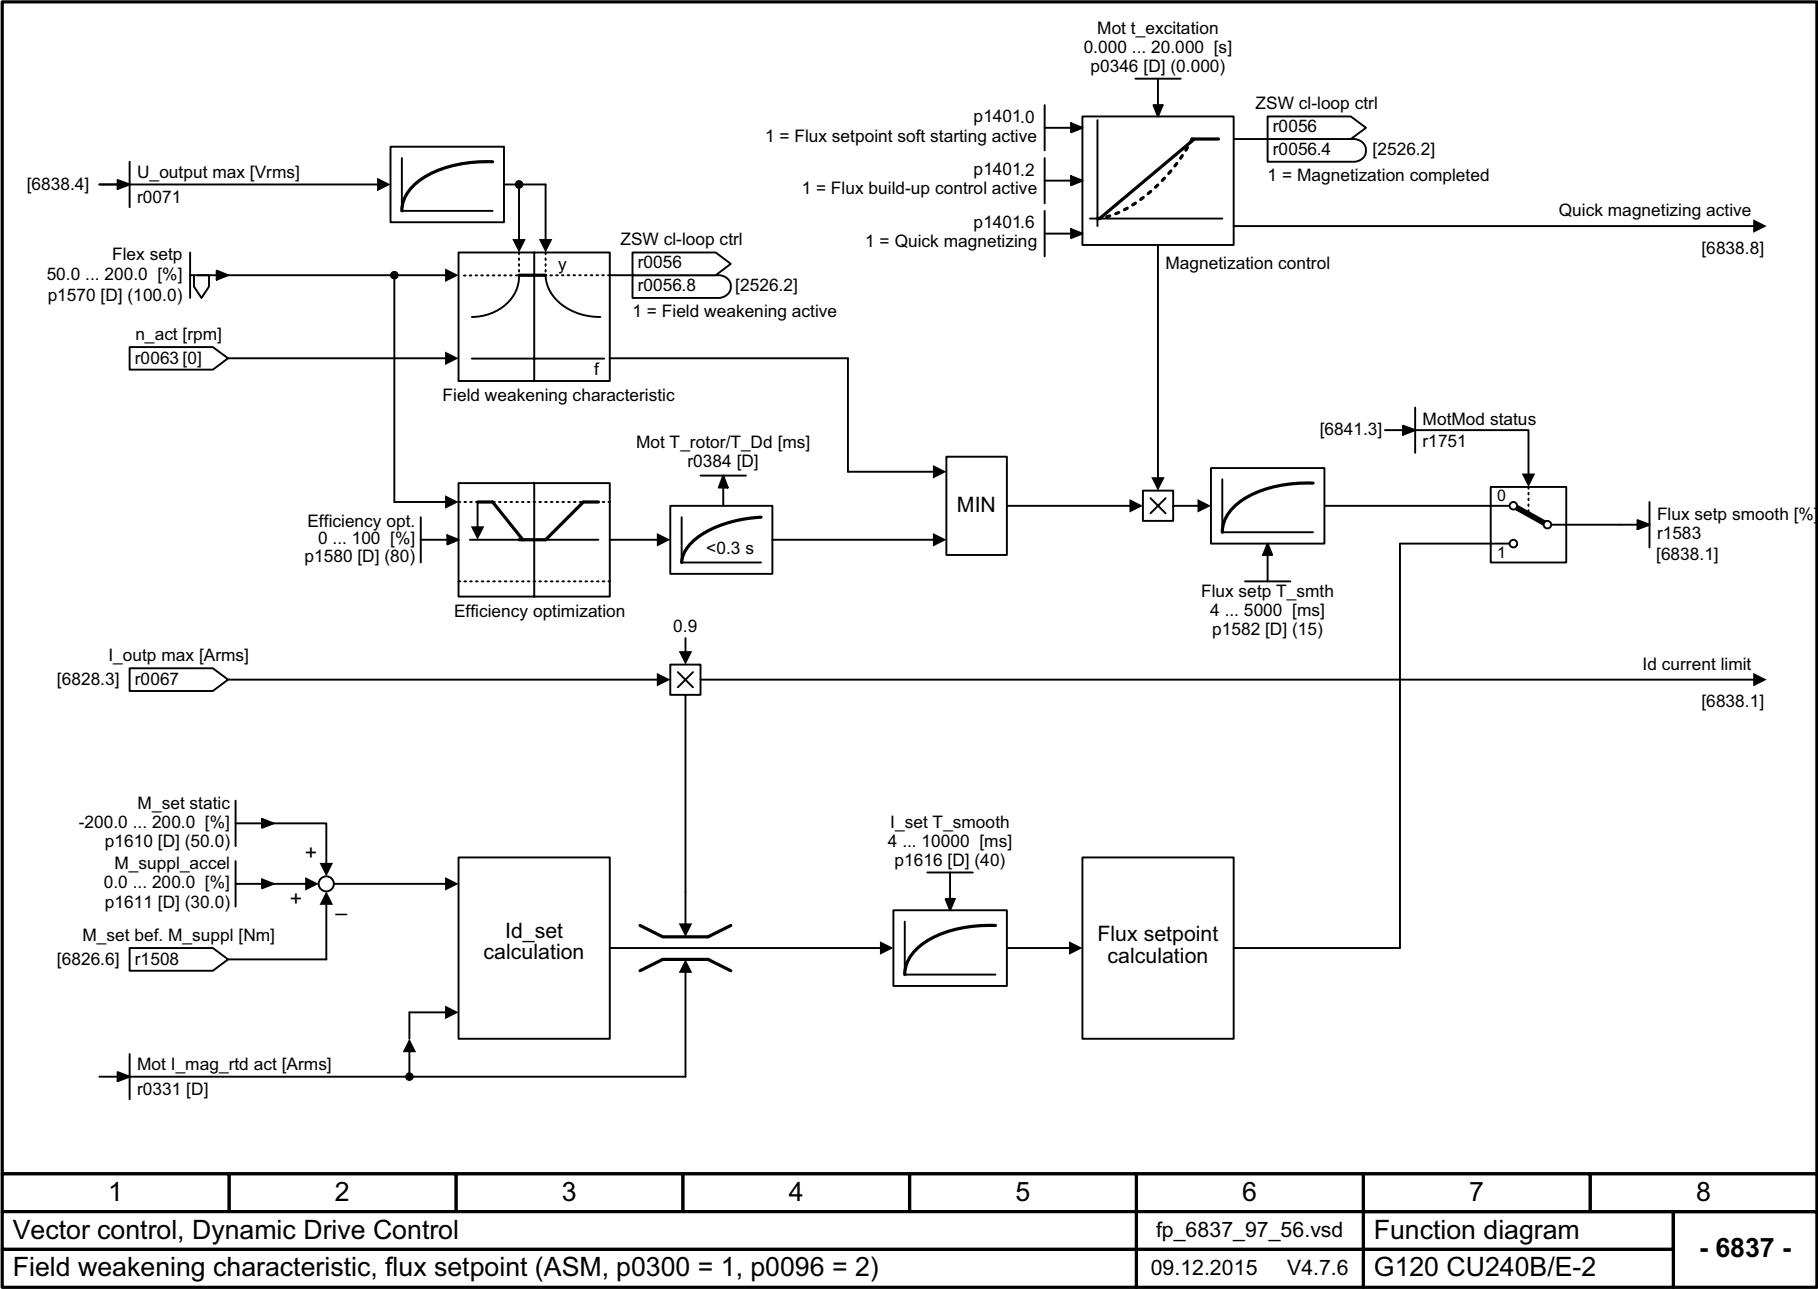 Mot t_excitation
0.000 ... 20.000 [s]
p0346 [D] (0.000)
p1401.0
1 = Flux setpoint soft starting active
p1401.2
1 = Flux build-up control active
p1401.6
1 = Quick magnetizing
ZSW cl-loop ctrl
r0056
r0056.4 [2526.2]
1 = Magnetization completed
Quick magnetizing active
[6838.8]
Magnetization control
[6838.4]
U_output max [Vrms]
r0071
Flex setp
50.0 ... 200.0 [%]
p1570 [D] (100.0)
n_act [rpm]
r0063 [0]
y
f
Field weakening characteristic
ZSW cl-loop ctrl
r0056
r0056.8 [2526.2]
1 = Field weakening active
Mot T_rotor/T_Dd [ms]
r0384 [D]
<0.3 s
Efficiency opt.
0 ... 100 [%]
p1580 [D] (80)
Efficiency optimization
MIN
[6841.3]
MotMod status
r1751
0
1
Flux setp smooth [%
r1583
[6838.1]
Flux setp T_smth
4 ... 5000 [ms]
p1582 [D] (15)
0.9
I_outp max [Arms]
[6828.3] r0067
Id current limit
[6838.1]
M_set static
-200.0 ... 200.0 [%]
p1610 [D] (50.0)
+
M_suppl_accel
0.0 ... 200.0 [%]
p1611 [D] (30.0)
+
–
M_set bef. M_suppl [Nm]
[6826.6] r1508
Id_set
calculation
I_set T_smooth
4 ... 10000 [ms]
p1616 [D] (40)
Flux setpoint
calculation
Mot I_mag_rtd act [Arms]
r0331 [D]
1 2 3 4 5 6 7 8
Vector control, Dynamic Drive Control
fp_6837_97_56.vsd
Function diagram
- 6837 -
Field weakening characteristic, flux setpoint (ASM, p0300 = 1, p0096 = 2)
09.12.2015 V4.7.6
G120 CU240B/E-2